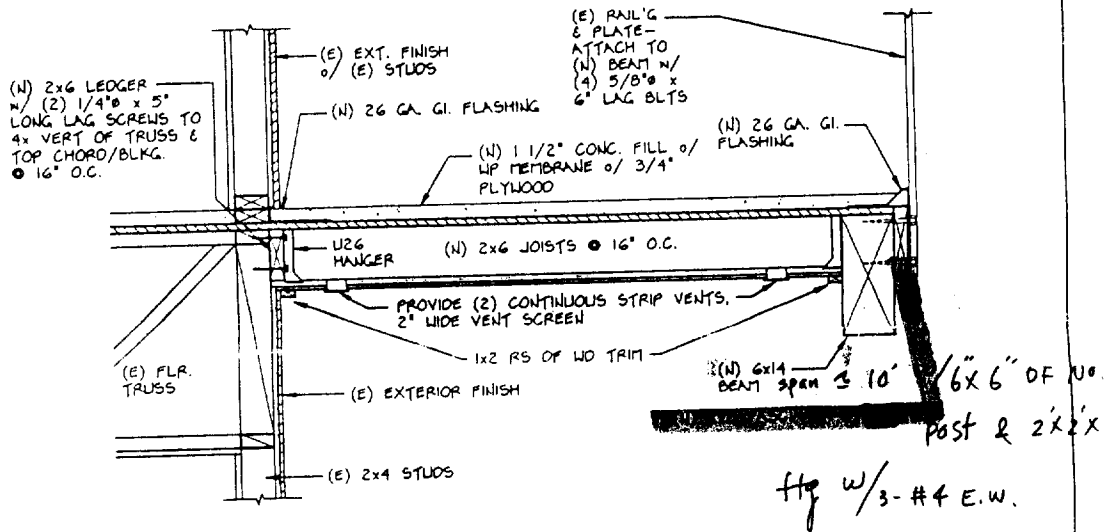 (E) EXT. FINISH
o/ (E) STUDS
(E) RAIL'G
& PLATE-
ATTACH TO
(N) BEAM W/
(4) 5/8"ø x
6" LAG BLTS
(N) 2x6 LEDGER
W/ (2) 1/4"ø x 5"
LONG LAG SCREWS TO
4x VERT OF TRUSS &
TOP CHORD/BLKG.
@ 16" O.C.
(N) 26 GA. GI. FLASHING
(N) 26 GA. GI.
FLASHING
(N) 1 1/2" CONC. FILL o/
WP MEMBRANE o/ 3/4"
PLYWOOD
U26
HANGER
(N) 2x6 JOISTS @ 16" O.C.
PROVIDE (2) CONTINUOUS STRIP VENTS,
2" WIDE VENT SCREEN
1x2 RS OF WD TRIM
(E) FLR.
TRUSS
(E) EXTERIOR FINISH
(N) 6x14
BEAM span 10'
6"x6" OF No.
post & 2'x2'x
(E) 2x4 STUDS
ftg w/3-#4 E.W.